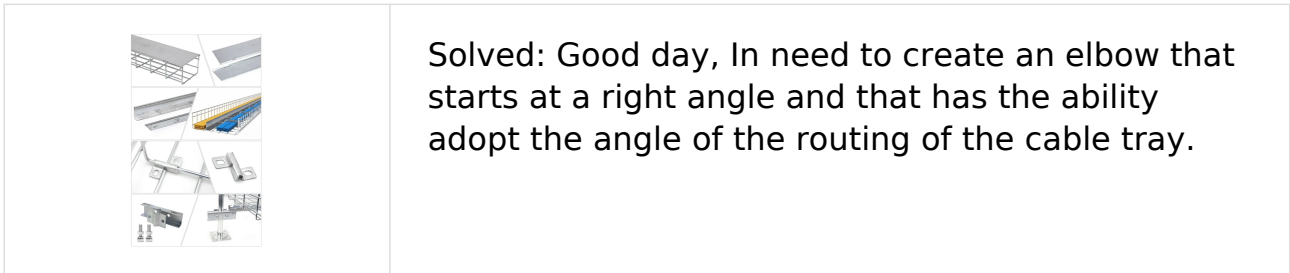 Solved: Good day, In need to create an elbow that
starts at a right angle and that has the ability
adopt the angle of the routing of the cable tray.